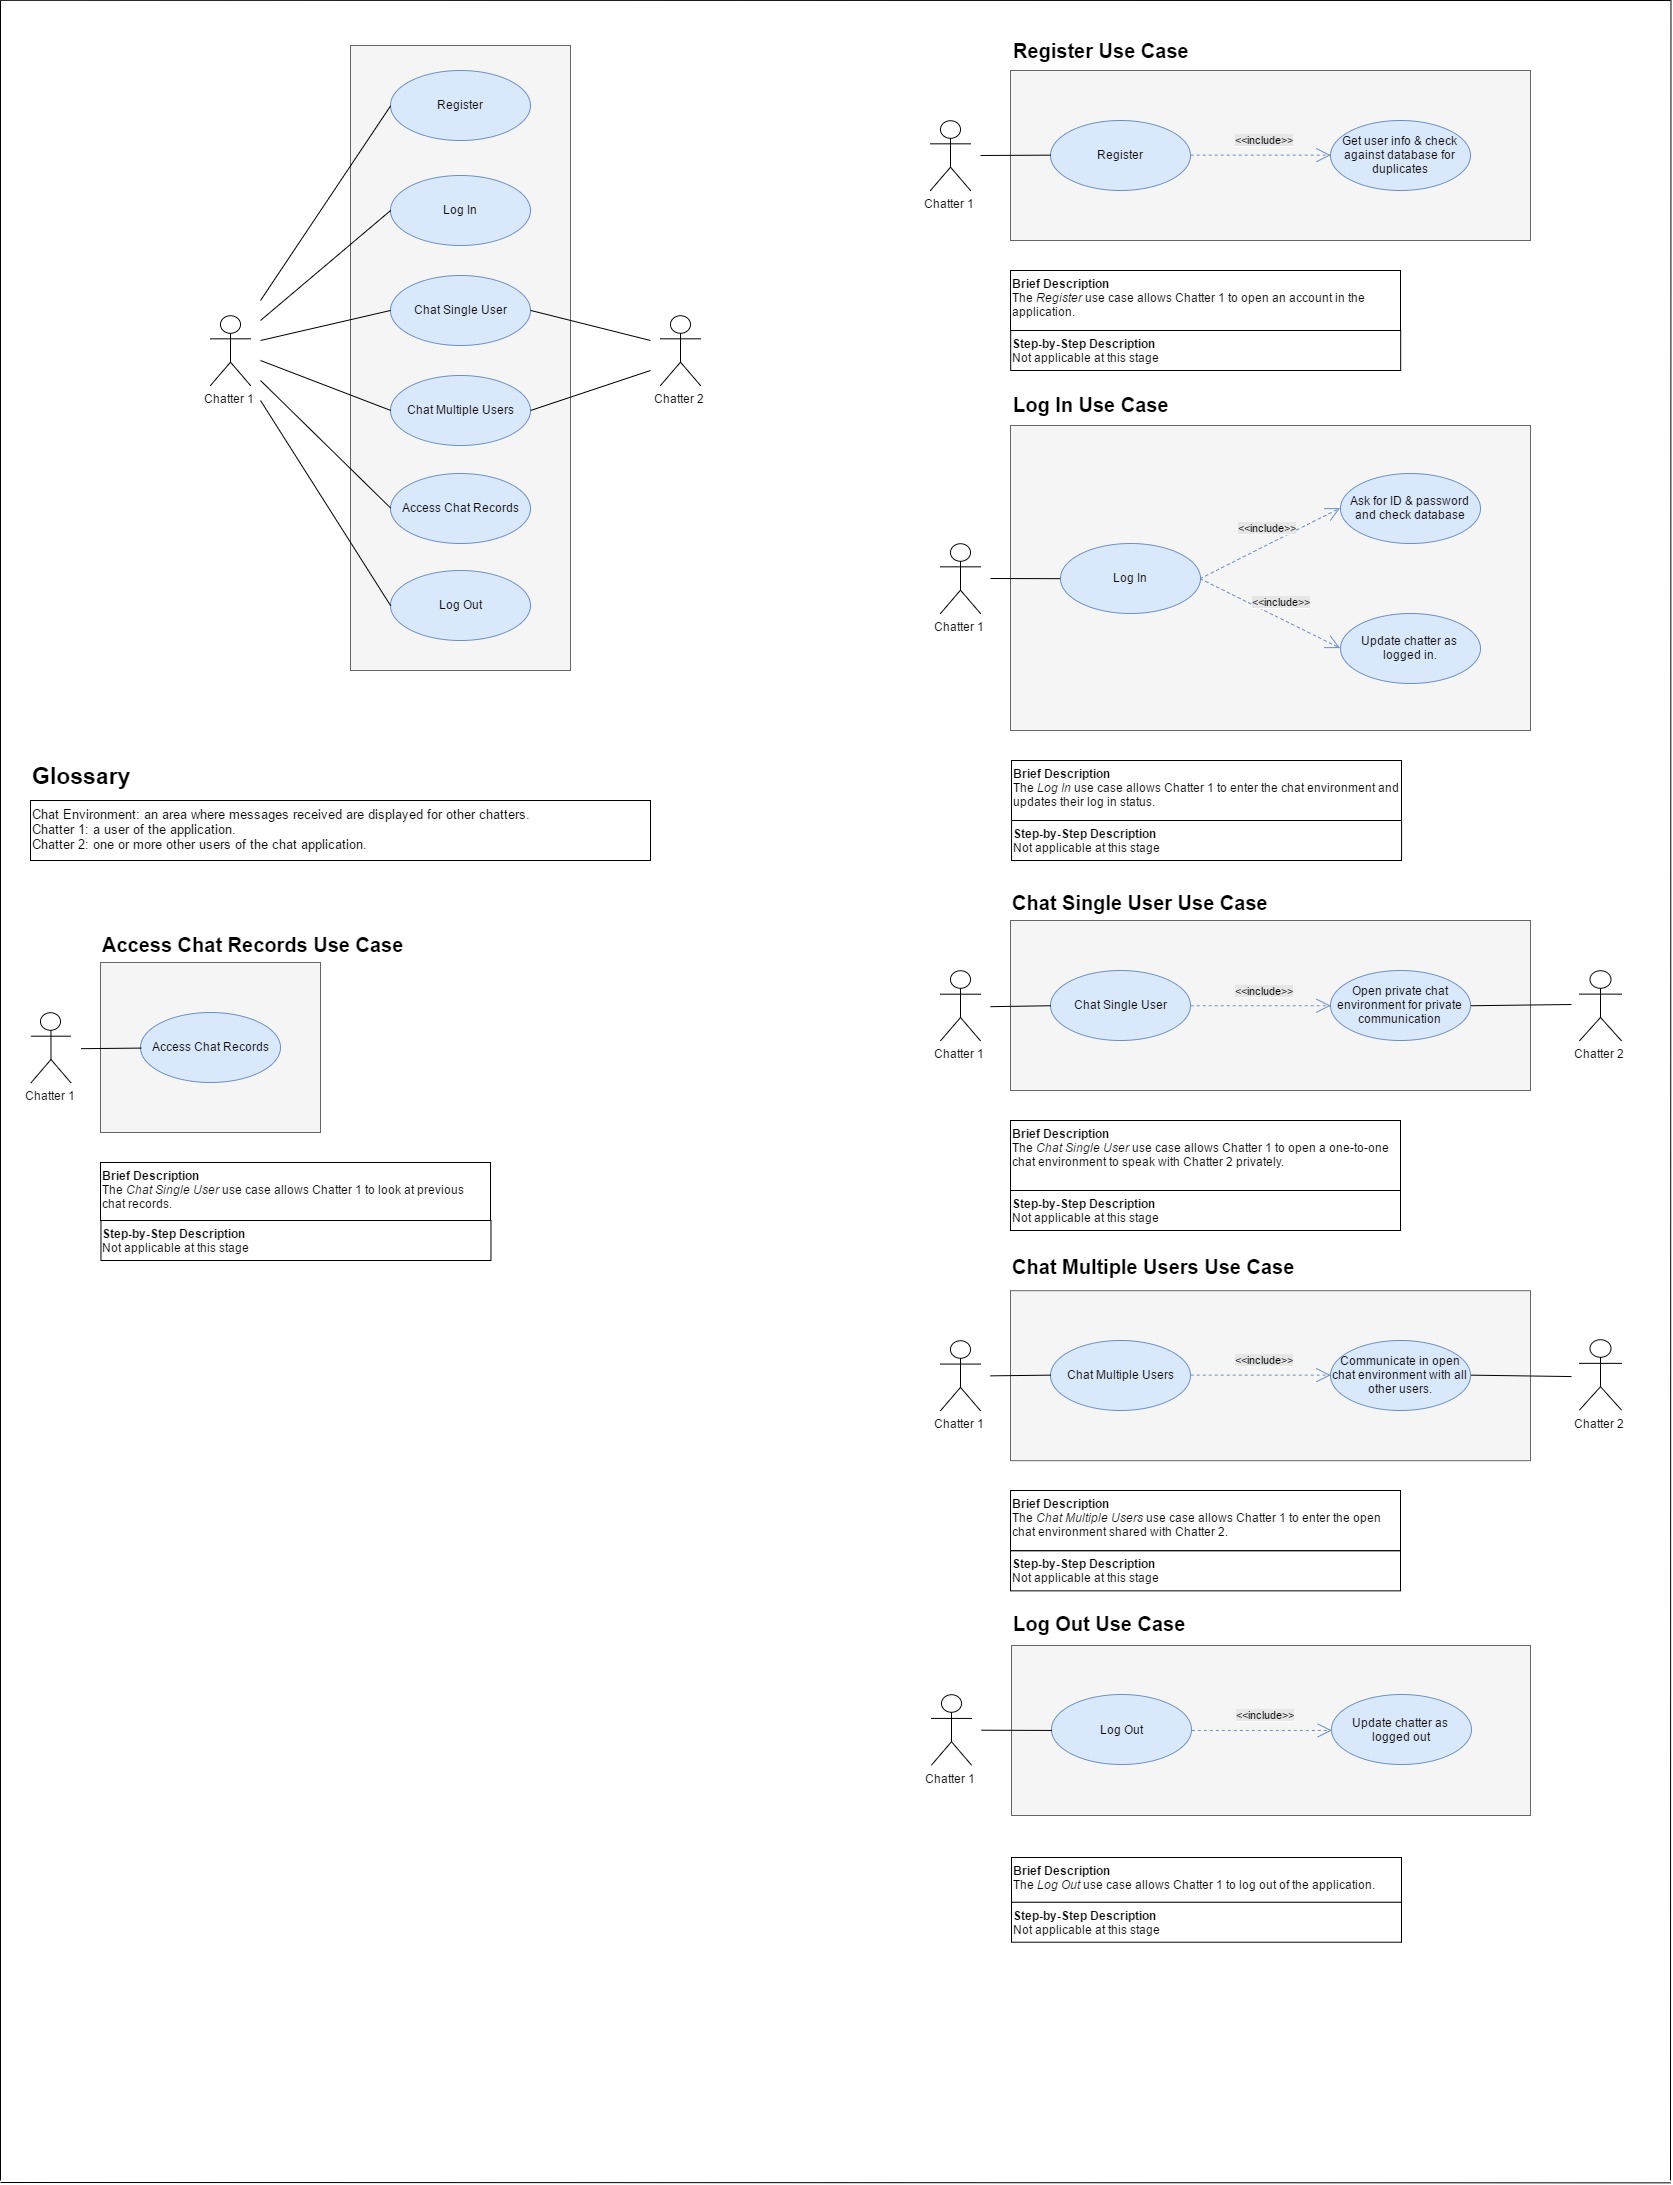 Register
Log In
Chat Single User
Chat Multiple Users
Access Chat Records
Log Out
Chatter 1
Chatter 2
Glossary
Chat Environment: an area where messages received are displayed for other chatters.
Chatter 1: a user of the application.
Chatter 2: one or more other users of the chat application.
Access Chat Records Use Case
Access Chat Records
Chatter 1
Brief Description
The Chat Single User use case allows Chatter 1 to look at previous
chat records.
Step-by-Step Description
Not applicable at this stage
Register Use Case
Register
<<include>>
Get user info & check
against database for
duplicates
Chatter 1
Brief Description
The Register use case allows Chatter 1 to open an account in the
application.
Step-by-Step Description
Not applicable at this stage
Log In Use Case
Ask for ID & password
and check database
<<include>>
Log In
<<include>>
Chatter 1
Update chatter as
logged in.
Brief Description
The Log In use case allows Chatter 1 to enter the chat environment and
updates their log in status.
Step-by-Step Description
Not applicable at this stage
Chat Single User Use Case
Chat Single User
<<include>>
Open private chat
environment for private
communication
Chatter 1
Chatter 2
Brief Description
The Chat Single User use case allows Chatter 1 to open a one-to-one
chat environment to speak with Chatter 2 privately.
Step-by-Step Description
Not applicable at this stage
Chat Multiple Users Use Case
Chat Multiple Users
<<include>>
Communicate in open
chat environment with all
other users.
Chatter 1
Chatter 2
Brief Description
The Chat Multiple Users use case allows Chatter 1 to enter the open
chat environment shared with Chatter 2.
Step-by-Step Description
Not applicable at this stage
Log Out Use Case
Log Out
<<include>>
Update chatter as
logged out
Chatter 1
Brief Description
The Log Out use case allows Chatter 1 to log out of the application.
Step-by-Step Description
Not applicable at this stage